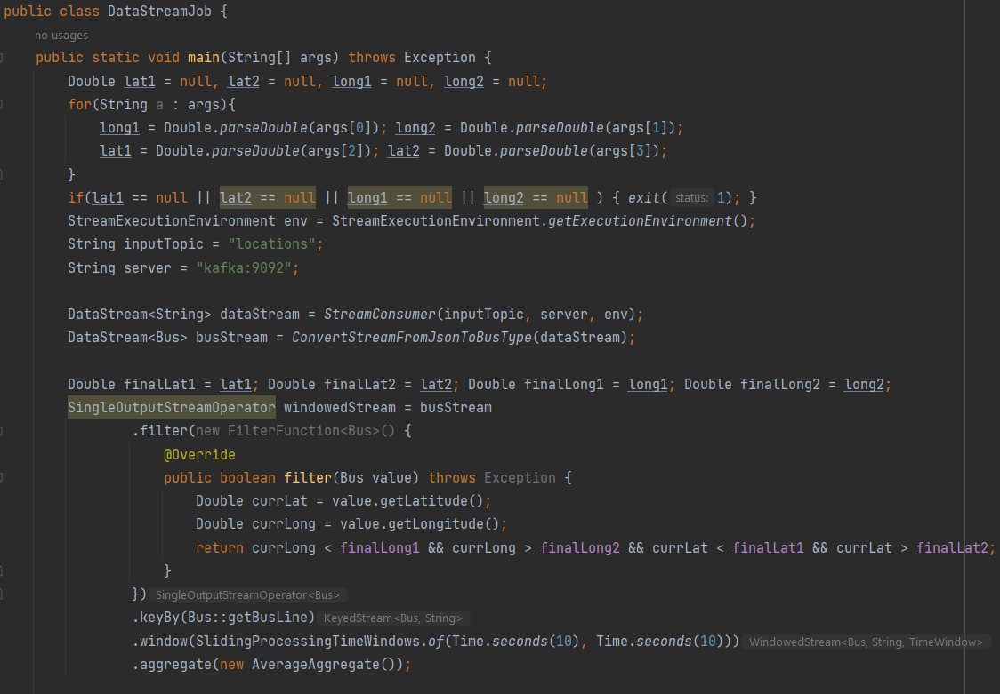 public class DataStreamJob {
no usages
public static void main(String[] args) throws Exception {
Double lat1 = null, lat2 = null, long1 = null, long2 = null;
for(String a : args){
long1 = Double.parseDouble(args[0]); long2 = Double.parseDouble(args[1]);
lat1 = Double.parseDouble(args[2]); lat2 = Double.parseDouble(args[3]);
}
if(lat1 == null || lat2 == null || long1 == null || long2 == null ) { exit( status: 1); }
StreamExecutionEnvironment env = StreamExecutionEnvironment.getExecutionEnvironment();
String inputTopic = "locations";
String server = "kafka:9092";
DataStream<String> dataStream = StreamConsumer(inputTopic, server, env);
DataStream<Bus> busStream = ConvertStreamFromJsonToBusType(dataStream);
Double finalLat1 = lat1; Double finalLat2 = lat2; Double finalLong1 = long1; Double finalLong2 = long2;
SingleOutputStreamOperator windowedStream = busStream
.filter(new FilterFunction<Bus>() {
@Override
public boolean filter(Bus value) throws Exception {
Double currLat = value.getLatitude();
Double currLong = value.getLongitude();
return currLong < finalLong1 && currLong > finalLong2 && currLat < finalLat1 && currLat > finalLat2;
}
}) SingleOutputStreamOperator<Bus>
.keyBy(Bus::getBusLine) KeyedStream<Bus, String>
.window(SlidingProcessingTimeWindows.of(Time.seconds(10), Time.seconds(10))) WindowedStream<Bus, String, TimeWindow>
.aggregate(new AverageAggregate());